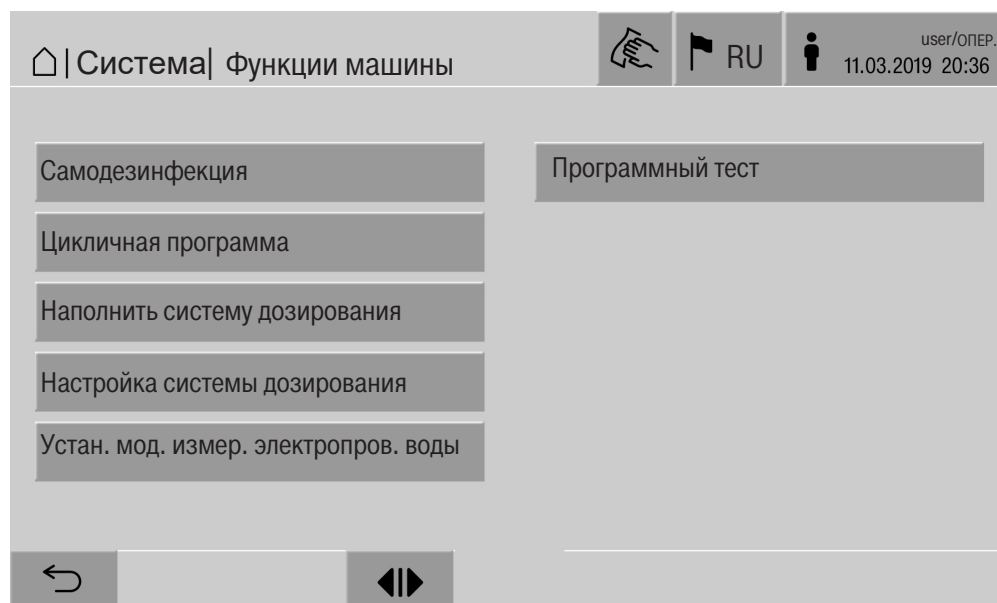 | Система| Функции машины
RU
user/ОПЕР.
11.03.2019 20:36
Самодезинфекция
Цикличная программа
Наполнить систему дозирования
Настройка системы дозирования
Устан. мод. измер. электропров. воды
Программный тест